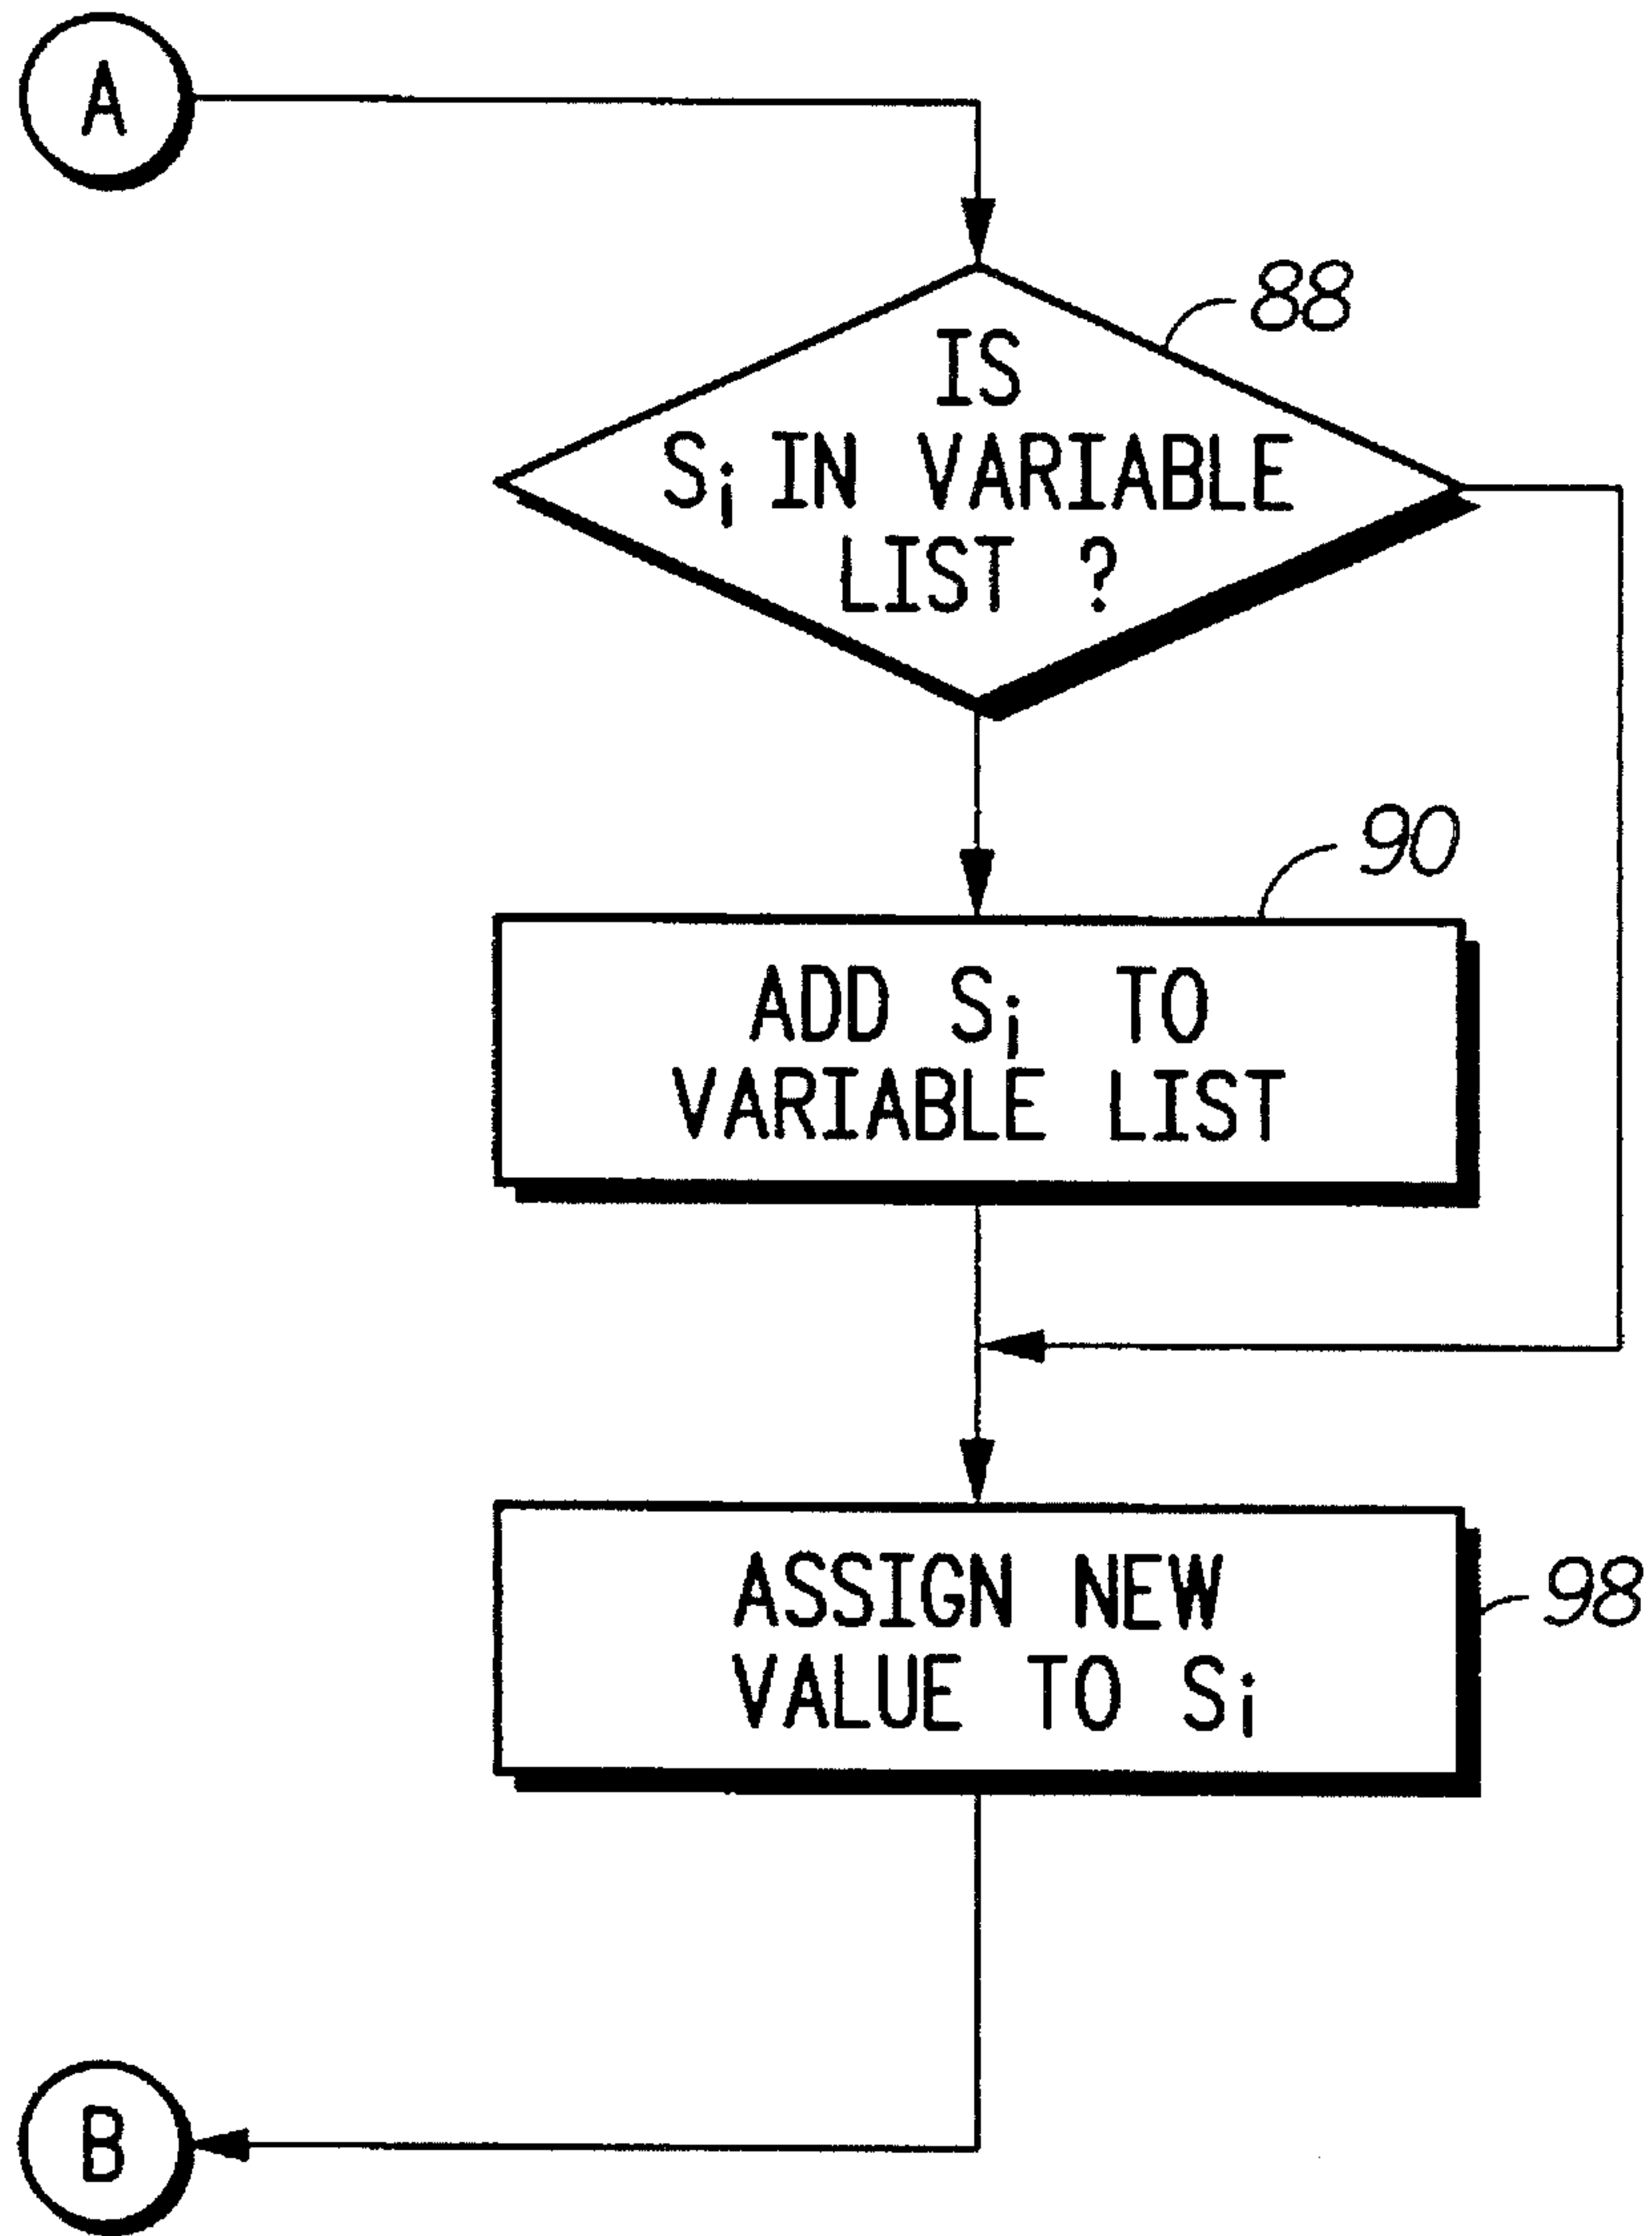 A
88
IS
Si IN VARIABLE
LIST ?
90
ADD Si TO
VARIABLE LIST
ASSIGN NEW
VALUE TO Si
98
B